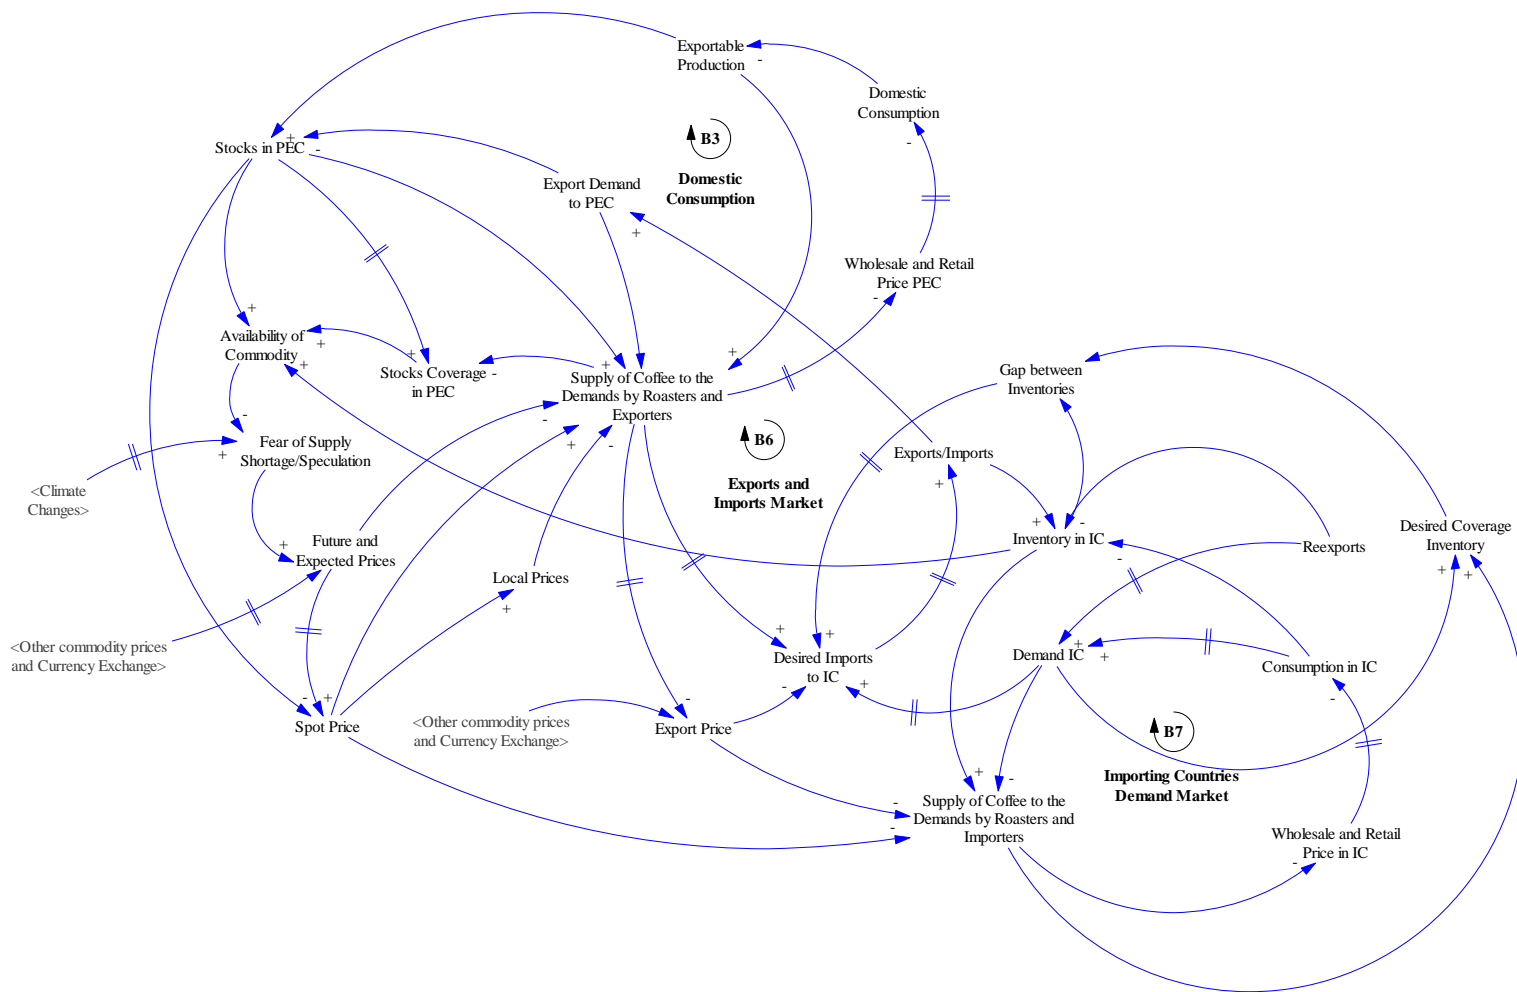 Exportable
Production
-
Domestic
Consumption
-
B3
Domestic
Consumption
+
Stocks in PEC
-
Export Demand
to PEC
+
Wholesale and Retail
Price PEC
-
+
Availability of
Commodity
+
+
+
Stocks Coverage
in PEC
-
+
+
Supply of Coffee to the
Demands by Roasters and
Exporters
-
+
-
Gap between
Inventories
B6
Exports and
Imports Market
Exports/Imports
+
-
Fear of Supply
Shortage/Speculation
+
<Climate
Changes>
+
Future and
Expected Prices
Local Prices
+
+
-
Inventory in IC
-
Reexports
Desired Coverage
Inventory
+
+
<Other commodity prices
and Currency Exchange>
+
+
Desired Imports
to IC
-
+
Demand IC
+
+
Consumption in IC
-
-
+
Spot Price
<Other commodity prices
and Currency Exchange>
-
Export Price
B7
Importing Countries
Demand Market
+
-
-
-
Supply of Coffee to the
Demands by Roasters and
Importers
Wholesale and Retail
Price in IC
-